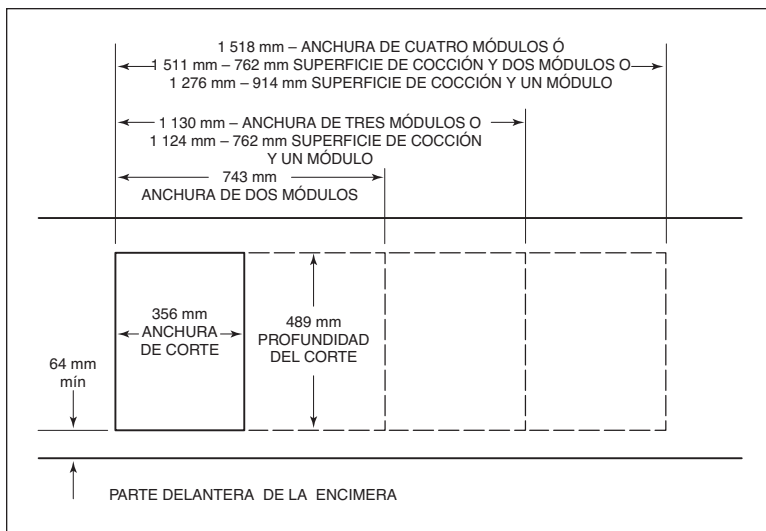 1 518 mm – ANCHURA DE CUATRO MÓDULOS Ó
1 511 mm – 762 mm SUPERFICIE DE COCCIÓN Y DOS MÓDULOS O
1 276 mm – 914 mm SUPERFICIE DE COCCIÓN Y UN MÓDULO
1 130 mm – ANCHURA DE TRES MÓDULOS O
1 124 mm – 762 mm SUPERFICIE DE COCCIÓN
Y UN MÓDULO
743 mm
ANCHURA DE DOS MÓDULOS
356 mm
ANCHURA
DE CORTE
489 mm
PROFUNDIDAD
DEL CORTE
64 mm
mín
PARTE DELANTERA DE LA ENCIMERA